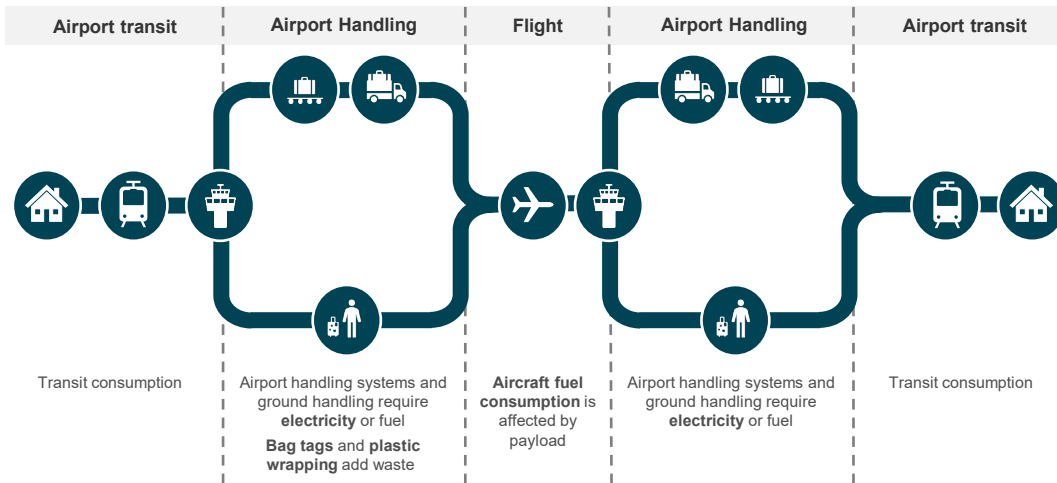 Airport transit
Airport Handling
Flight
Airport Handling
Airport transit
Transit consumption
Airport handling systems and
ground handling require
electricity or fuel
Bag tags and plastic
wrapping add waste
Aircraft fuel
consumption is
affected by
payload
Airport handling systems and
ground handling require
electricity or fuel
Transit consumption